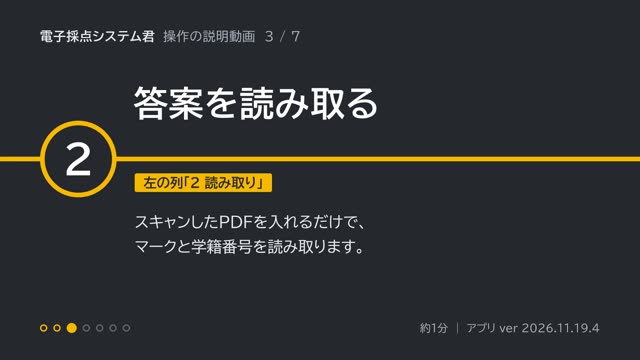 電子採点システム君 操作の説明動画 3 / 7
答案を読み取る
2
左の列「2 読み取り」
スキャンしたPDFを入れるだけで、
マークと学籍番号を読み取ります。
約1分 | アプリ ver 2026.11.19.4